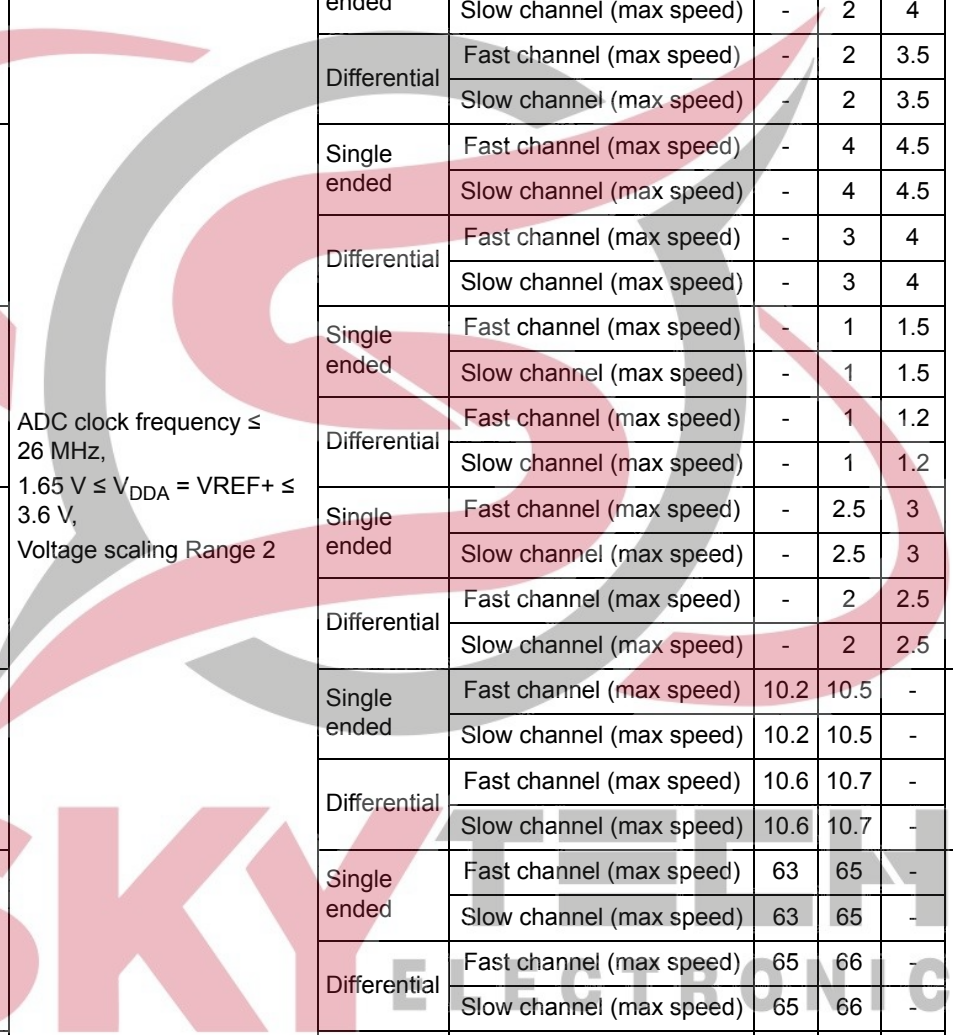 ended
Slow channel (max speed) - 2 4
Differential
Fast channel (max speed) - 2 3.5
Slow channel (max speed) - 2 3.5
Single ended
Fast channel (max speed) - 4 4.5
Slow channel (max speed) - 4 4.5
Differential
Fast channel (max speed) - 3 4
Slow channel (max speed) - 3 4
Single ended
Fast channel (max speed) - 1 1.5
Slow channel (max speed) - 1 1.5
ADC clock frequency ≤
26 MHz,
1.65 V ≤ VDDA = VREF+ ≤
3.6 V,
Voltage scaling Range 2
Differential
Fast channel (max speed) - 1 1.2
Slow channel (max speed) - 1 1.2
Single ended
Fast channel (max speed) - 2.5 3
Slow channel (max speed) - 2.5 3
Differential
Fast channel (max speed) - 2 2.5
Slow channel (max speed) - 2 2.5
Single ended
Fast channel (max speed) 10.2 10.5 -
Slow channel (max speed) 10.2 10.5 -
Differential
Fast channel (max speed) 10.6 10.7 -
Slow channel (max speed) 10.6 10.7 -
Single ended
Fast channel (max speed) 63 65 -
Slow channel (max speed) 63 65 -
Differential
Fast channel (max speed) 65 66 -
Slow channel (max speed) 65 66 -
SKYTECH
ELECTRONIC